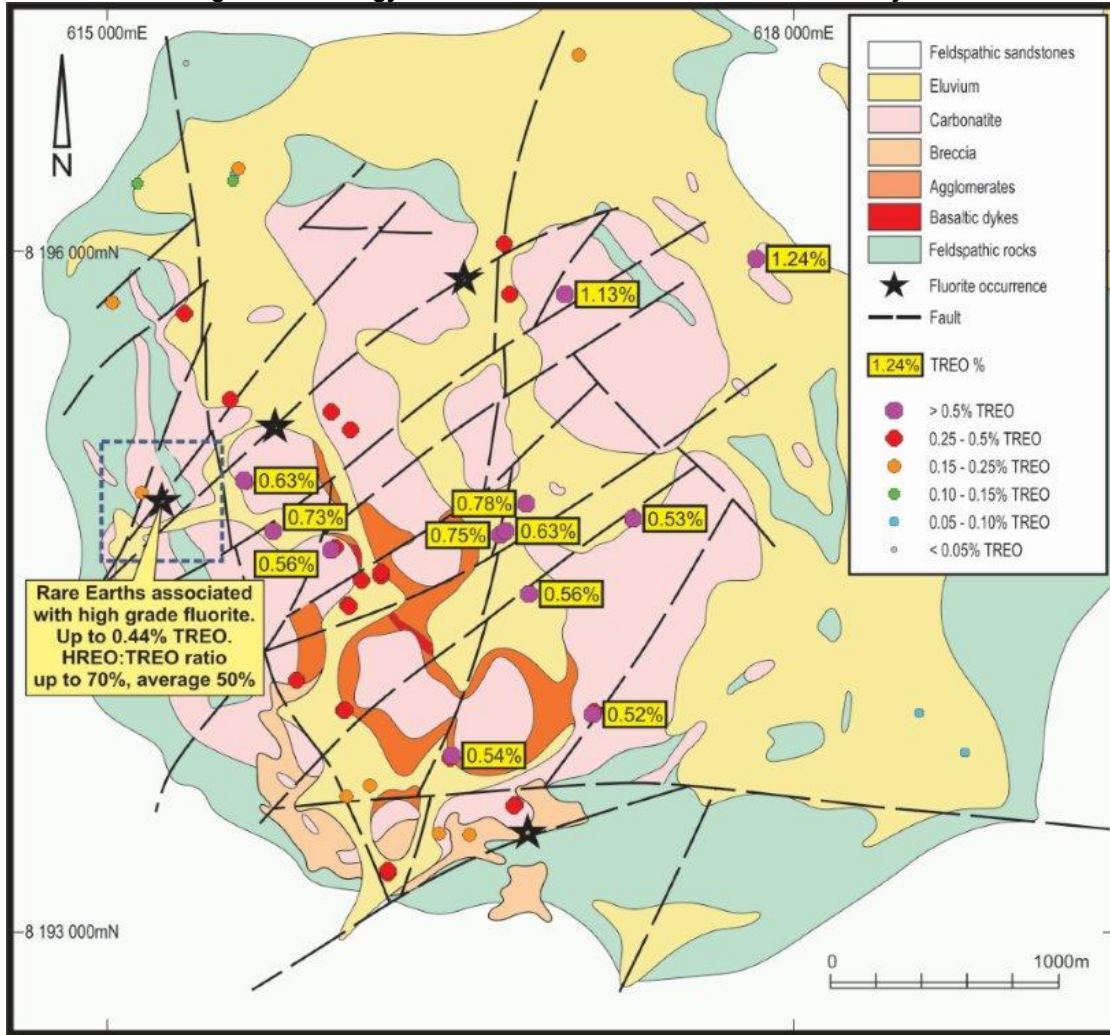 615 000mE
618 000mE
N
8 196 000mN
8 193 000mN
Feldspathic sandstones
Eluvium
Carbonatite
Breccia
Agglomerates
Basaltic dykes
Feldspathic rocks
Fluorite occurrence
Fault
1.24% TREO %
> 0.5% TREO
0.25 - 0.5% TREO
0.15 - 0.25% TREO
0.10 - 0.15% TREO
0.05 - 0.10% TREO
< 0.05% TREO
1.24%
1.13%
0.63%
0.78%
0.73%
0.75%
0.63%
0.53%
0.56%
0.56%
0.52%
0.54%
Rare Earths associated
with high grade fluorite.
Up to 0.44% TREO.
HREO:TREO ratio
up to 70%, average 50%
0
1000m